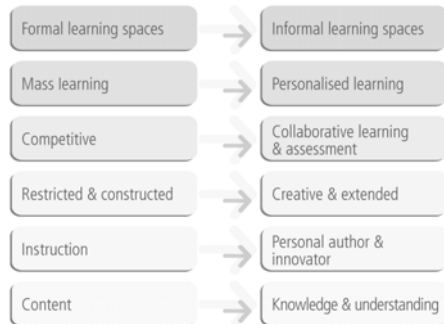 Formal learning spaces
Informal learning spaces
Mass learning
Personalised learning
Competitive
Collaborative learning
& assessment
Restricted & constructed
Creative & extended
Instruction
Personal author &
innovator
Content
Knowledge & understanding